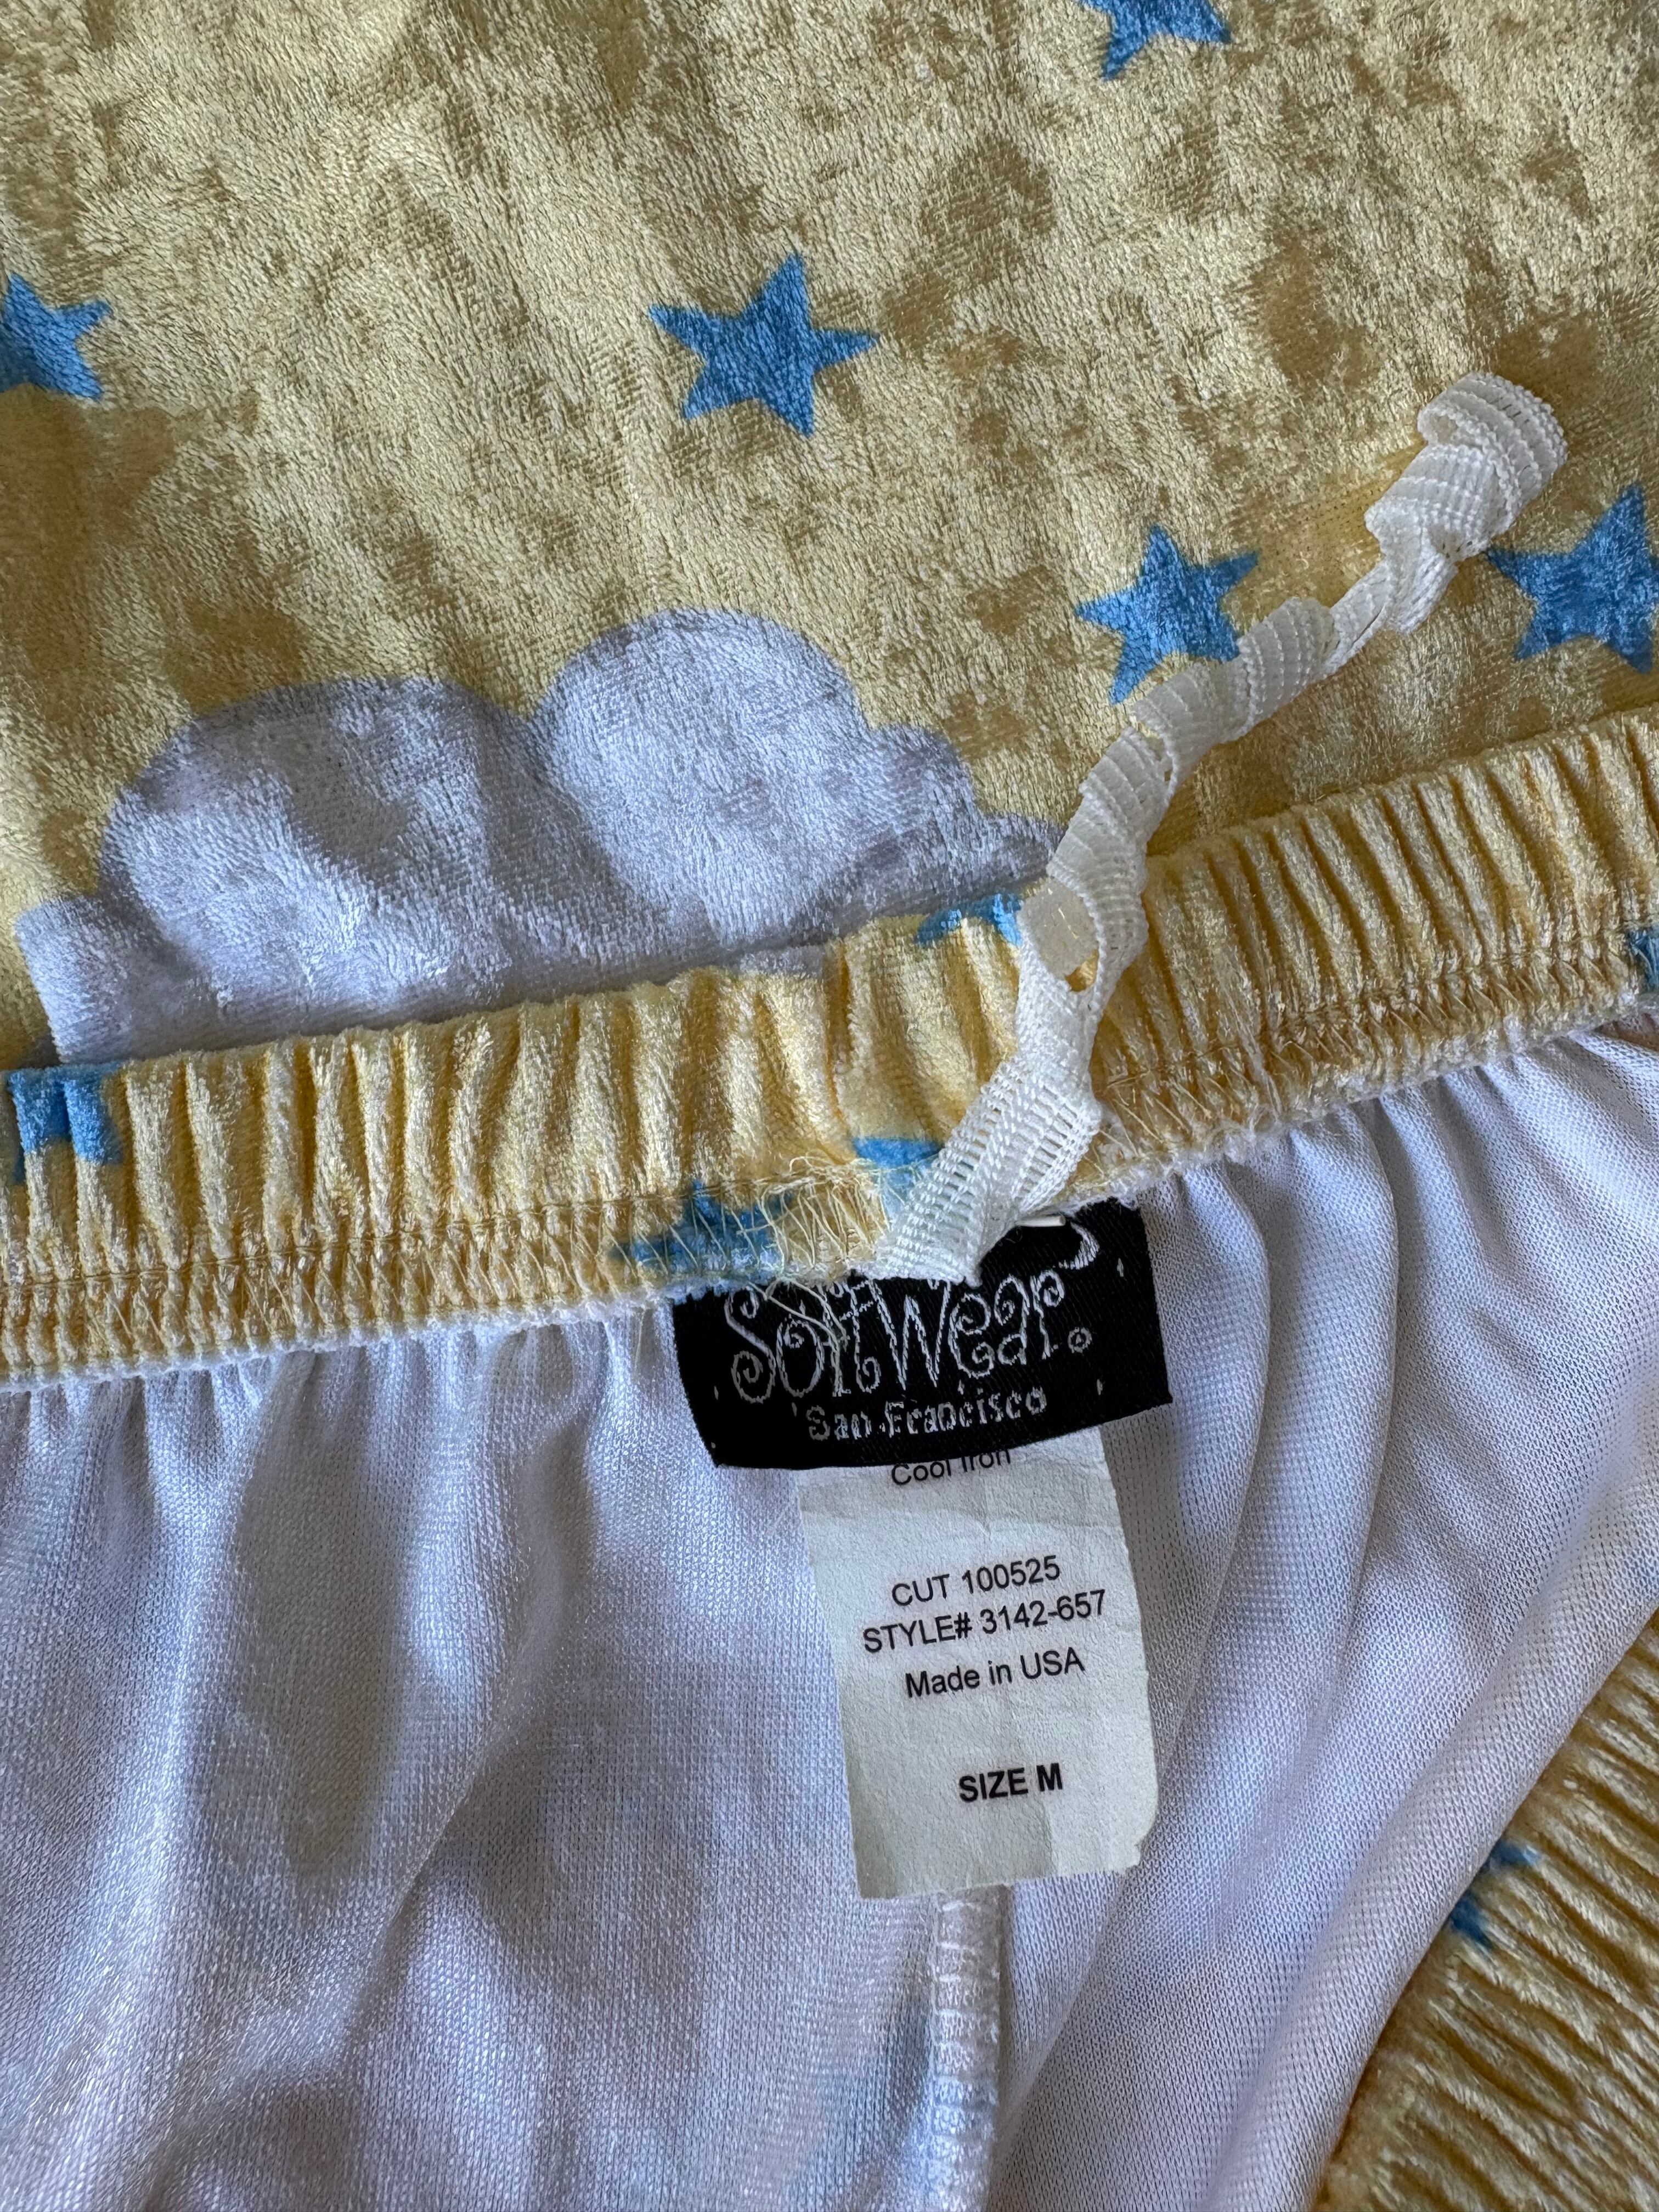 SoftWear
San Francisco
Cool Iron
CUT 100525
STYLE# 3142-657
Made in USA
SIZE M